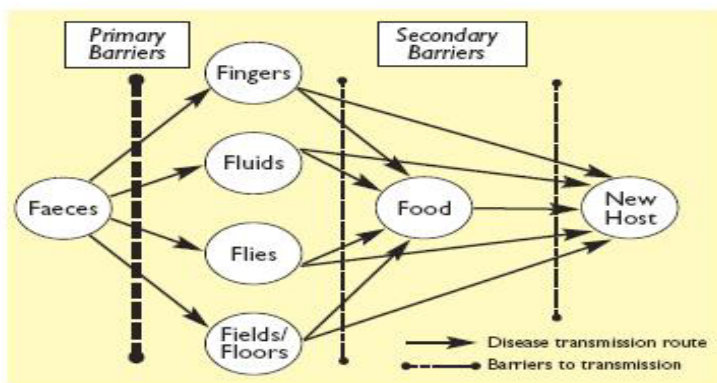 Primary
Barriers
Secondary
Barriers
Fingers
Fluids
Faeces
Food
New
Host
Flies
Fields/
Floors
Disease transmission route
Barriers to transmission